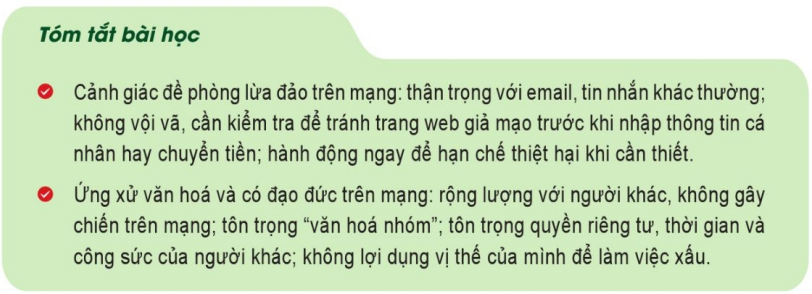 Tóm tắt bài học
Cảnh giác đề phòng lừa đảo trên mạng: thận trọng với email, tin nhắn khác thường;
không vội vã, cần kiểm tra để tránh trang web giả mạo trước khi nhập thông tin cá
nhân hay chuyển tiền; hành động ngay để hạn chế thiệt hại khi cần thiết.
Ứng xử văn hoá và có đạo đức trên mạng: rộng lượng với người khác, không gây
chiến trên mạng; tôn trọng “văn hoá nhóm”; tôn trọng quyền riêng tư, thời gian và
công sức của người khác; không lợi dụng vị thế của mình để làm việc xấu.